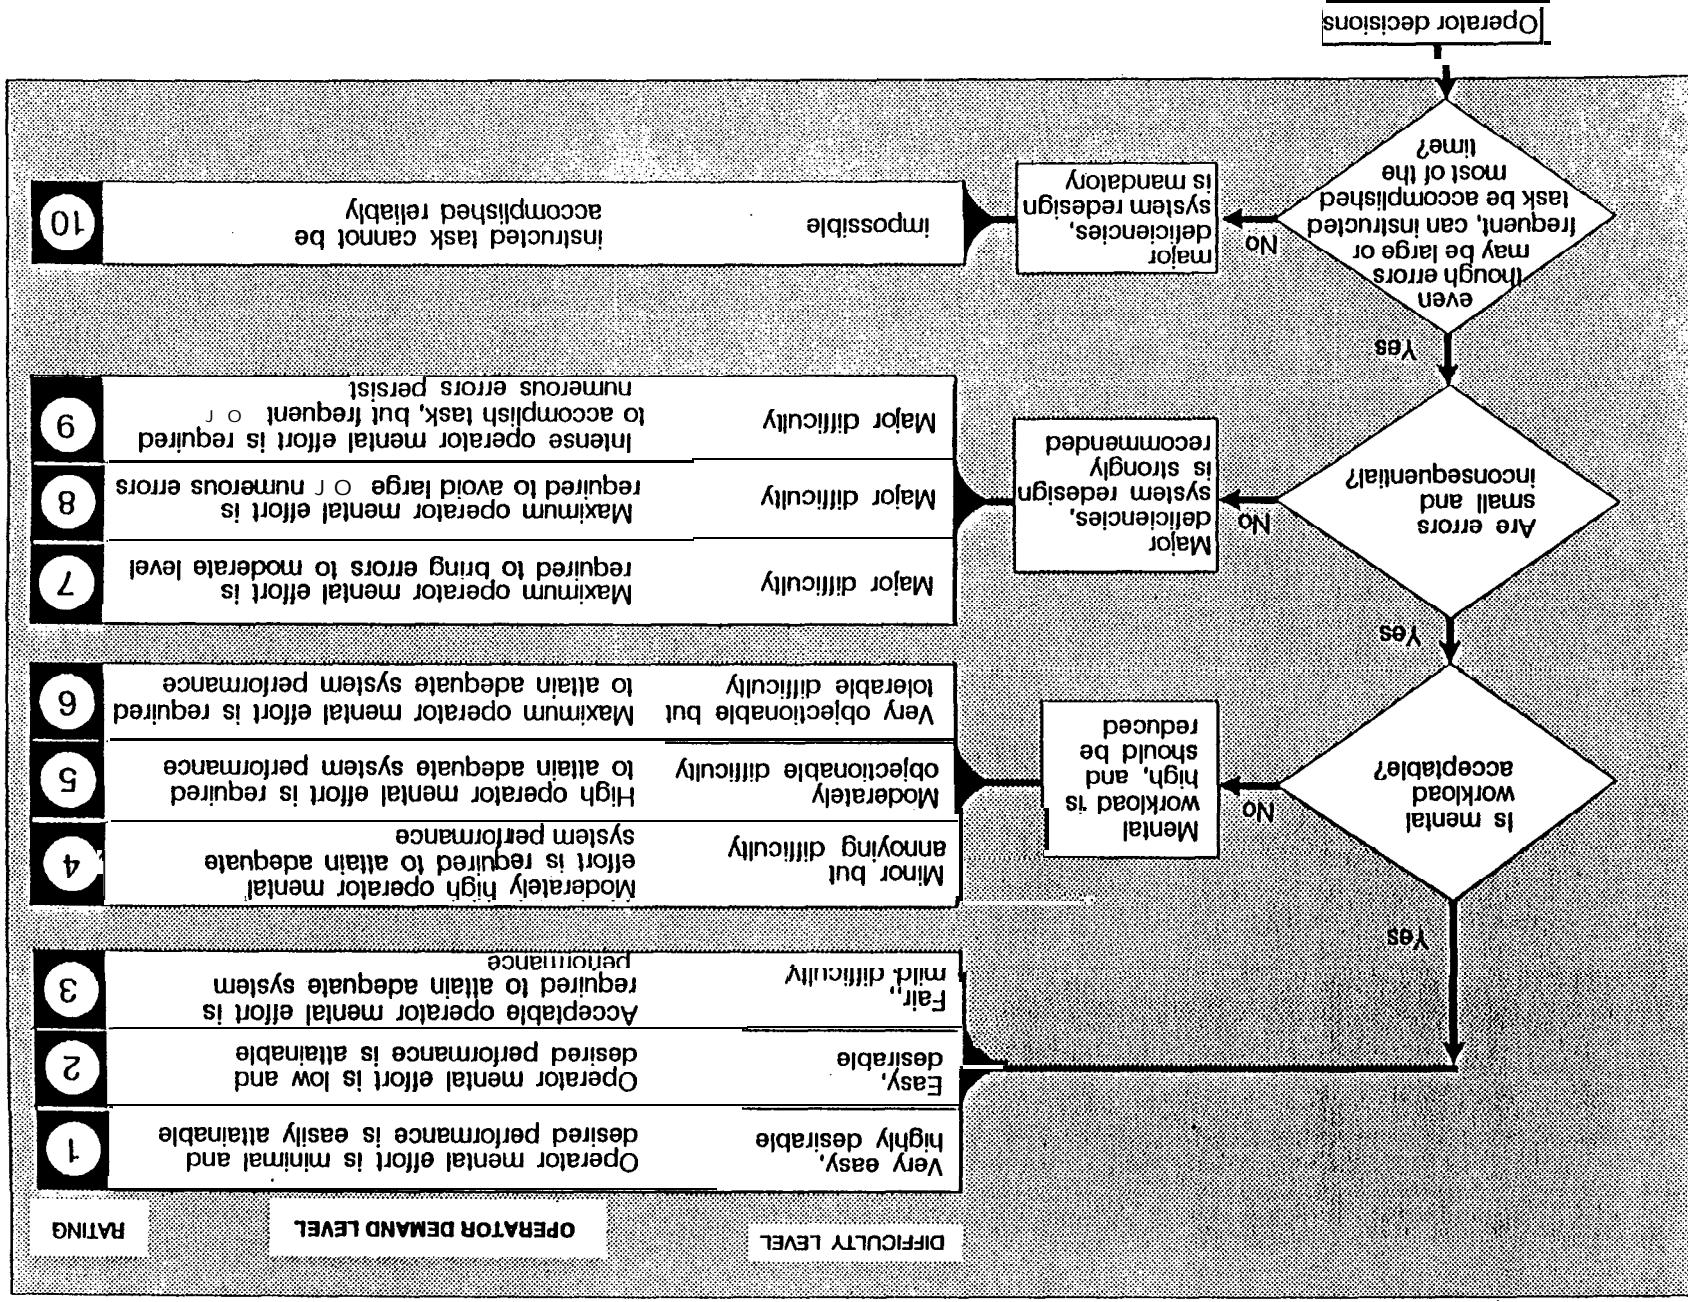 DIFFICULTY LEVEL
OPERATOR DEMAND LEVEL
RATING
Very easy,
highly desirable
Operator mental effort is minimal and
desired performance is easily attainable
1
Easy,
desirable
Operator mental effort is low and
desired performance is attainable
2
Fair,
mild difficulty
Acceptable operator mental effort is
required to attain adequate system
performance
3
Yes
Is mental
workload
acceptable?
No
Mental
workload is
high, and
should be
reduced
Minor but
annoying difficulty
Moderately high operator mental
effort is required to attain adequate
system performance
4
Moderately
objectionable difficulty
High operator mental effort is required
to attain adequate system performance
5
Very objectionable but
tolerable difficulty
Maximum operator mental effort is required
to attain adequate system performance
6
Yes
Are errors
small and
inconsequential?
No
Major
deficiencies,
system redesign
is strongly
recommended
Major difficulty
Maximum operator mental effort is
required to bring errors to moderate level
7
Major difficulty
Maximum operator mental effort is
required to avoid large or numerous errors
8
Major difficulty
Intense operator mental effort is required
to accomplish task, but frequent or
numerous errors persist
9
Yes
even
though errors
may be large or
frequent, can instructed
task be accomplished
most of the
time?
No
major
deficiencies,
system redesign
is mandatory
impossible
instructed task cannot be
accomplished reliably
10
Operator decisions